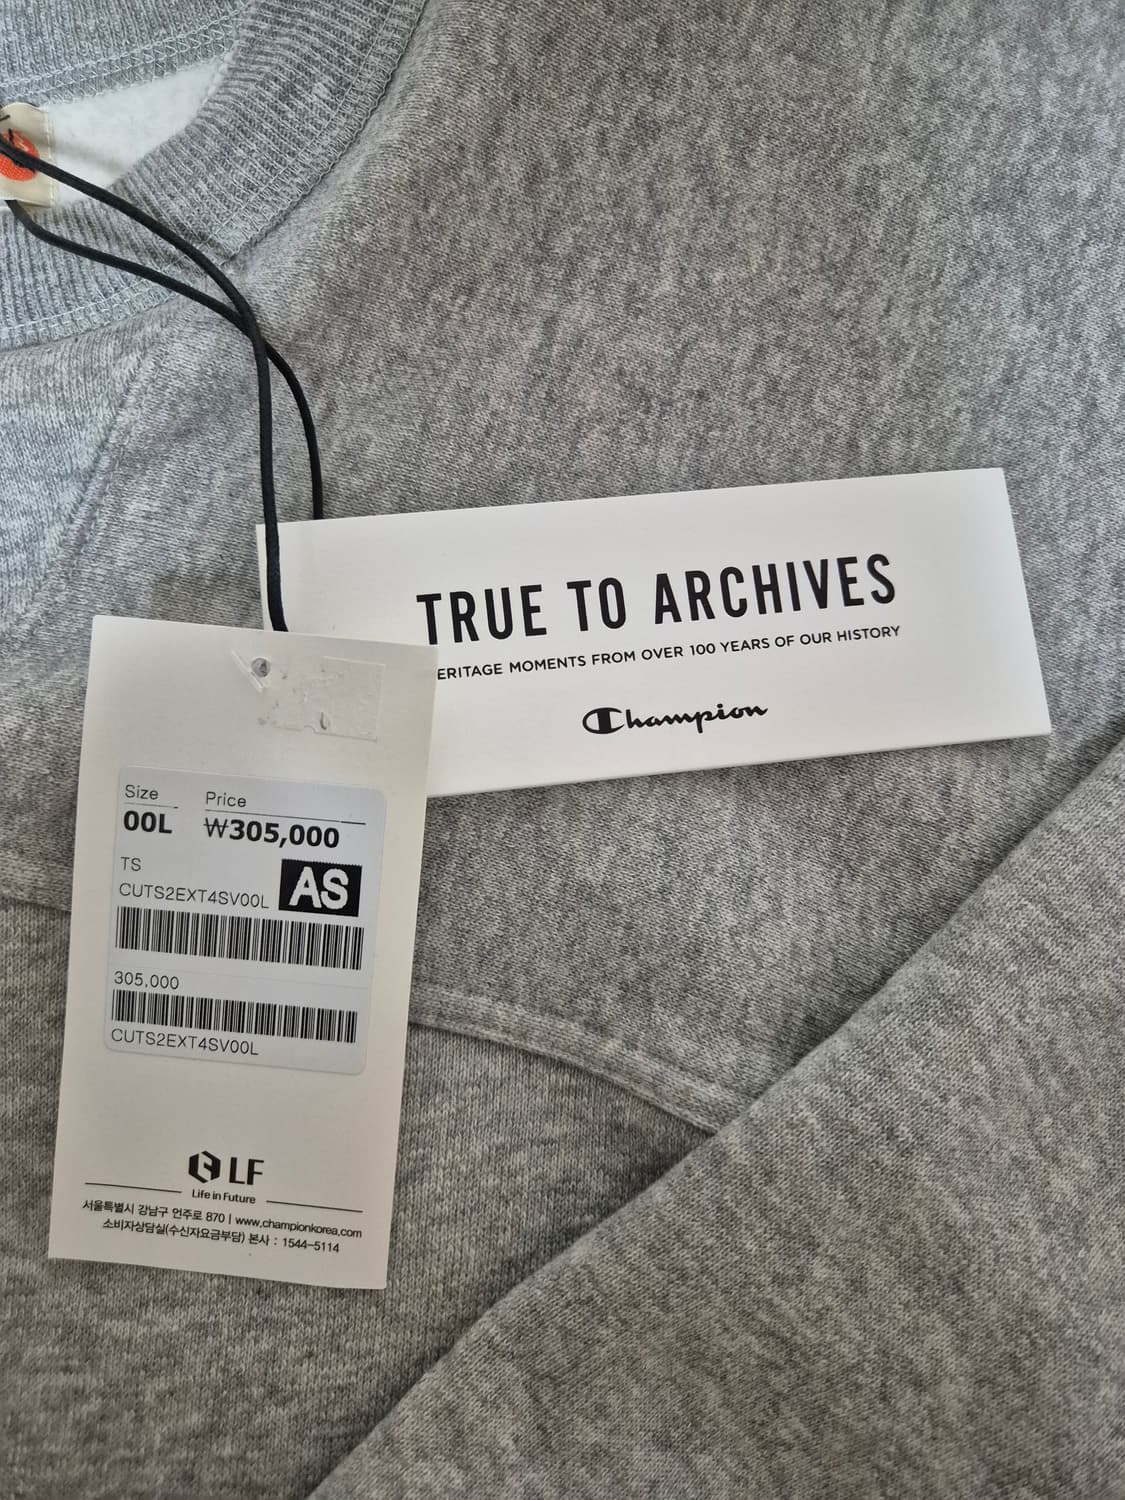 TRUE TO ARCHIVES
ERITAGE MOMENTS FROM OVER 100 YEARS OF OUR HISTORY
Champion
Size Price
00L ₩305,000
TS
CUTS2EXT4SV00L AS
305,000
CUTS2EXT4SV00L
LF
Life in Future
서울특별시 강남구 언주로 870 | www.championkorea.com
소비자상담실(수신자요금부담) 본사 : 1544-5114